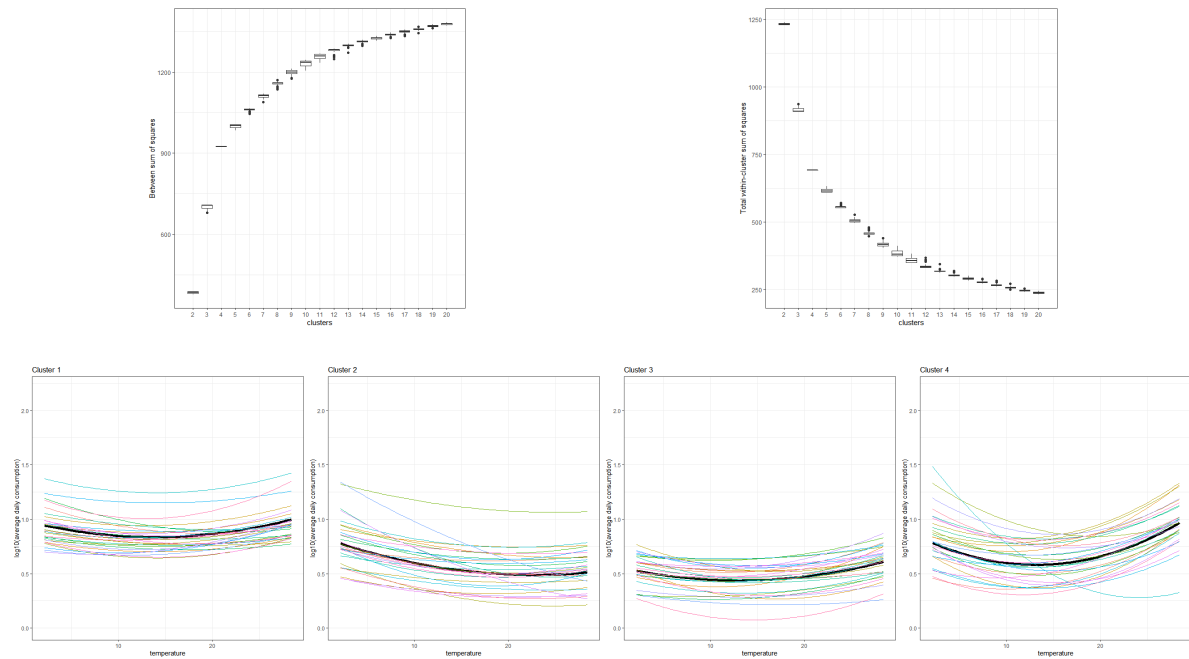 Between sum of squares
1200
900
600
2 3 4 5 6 7 8 9 10 11 12 13 14 15 16 17 18 19 20
clusters
Total within-cluster sum of squares
1250
1000
750
500
250
2 3 4 5 6 7 8 9 10 11 12 13 14 15 16 17 18 19 20
clusters
Cluster 1
log10(average daily consumption)
2.0
1.5
1.0
0.5
0.0
10 20
temperature
Cluster 2
log10(average daily consumption)
2.0
1.5
1.0
0.5
0.0
10 20
temperature
Cluster 3
log10(average daily consumption)
2.0
1.5
1.0
0.5
0.0
10 20
temperature
Cluster 4
log10(average daily consumption)
2.0
1.5
1.0
0.5
0.0
10 20
temperature